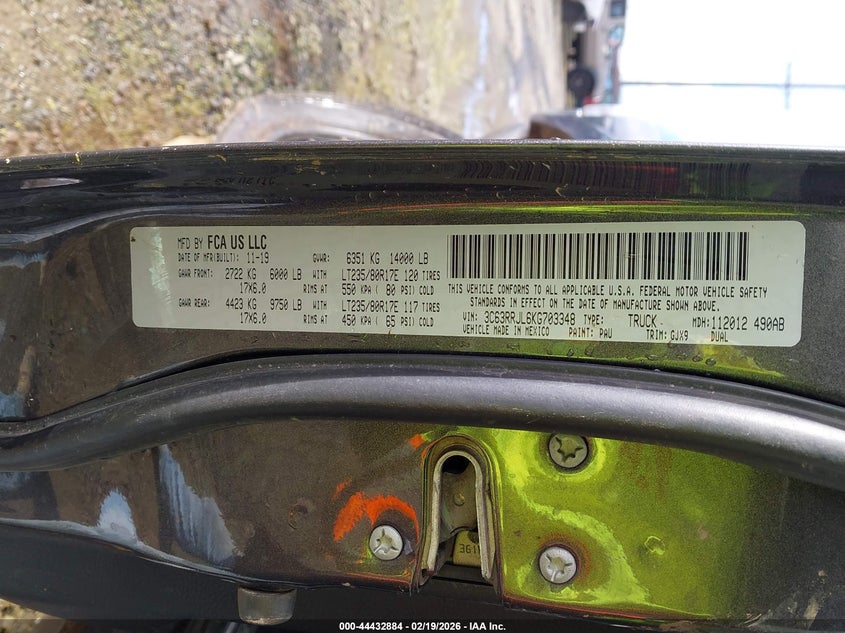 MFD BY FCA US LLC
DATE OF MFR(BUILT): 11-19 GVWR: 6351 KG 14000 LB
GAWR FRONT: 2722 KG 6000 LB WITH LT235/80R17E 120 TIRES
17X6.0 RIMS AT 550 KPA ( 80 PSI) COLD
GAWR REAR: 4423 KG 9750 LB WITH LT235/80R17E 117 TIRES
17X6.0 RIMS AT 450 KPA ( 65 PSI) COLD
THIS VEHICLE CONFORMS TO ALL APPLICABLE U.S.A. FEDERAL MOTOR VEHICLE SAFETY
STANDARDS IN EFFECT ON THE DATE OF MANUFACTURE SHOWN ABOVE.
VIN: 3C63RRJL6KG703348 TYPE: TRUCK MDH: 112012 490AB
VEHICLE MADE IN MEXICO PAINT: PAU TRIM: GJX9 DUAL
000-44432884 / 02/19/2026 - IAA Inc.